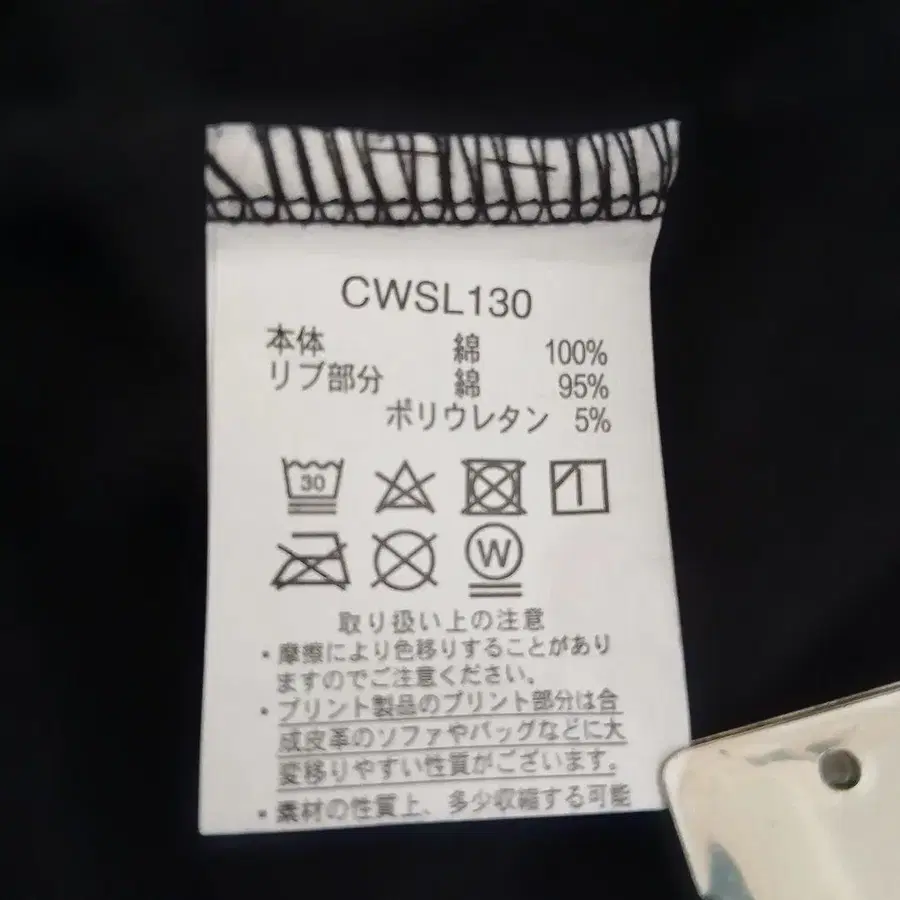 CWSL130
本体 綿 100%
リブ部分 綿 95%
ポリウレタン 5%
30
W
取り扱い上の注意
・摩擦により色移りすることがあり
ますのでご注意ください。
・プリント製品のプリント部分は合
成皮革のソファやバッグなどに大
変移りやすい性質がございます。
・素材の性質上、多少収縮する可能